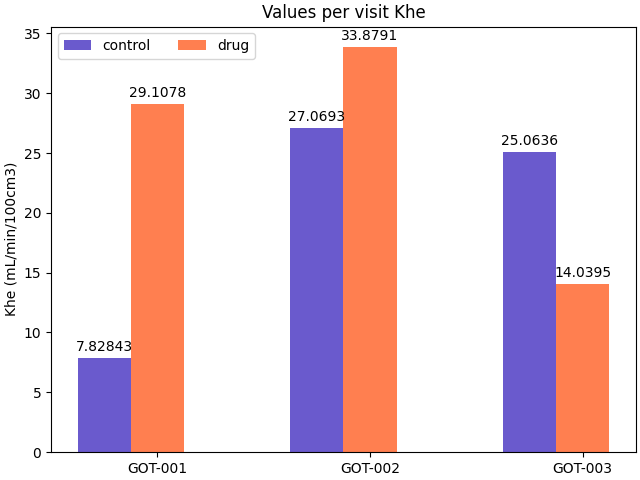 Values per visit Khe
control
drug
Khe (mL/min/100cm3)
35
30
25
20
15
10
5
0
7.82843
29.1078
27.0693
33.8791
25.0636
14.0395
GOT-001
GOT-002
GOT-003